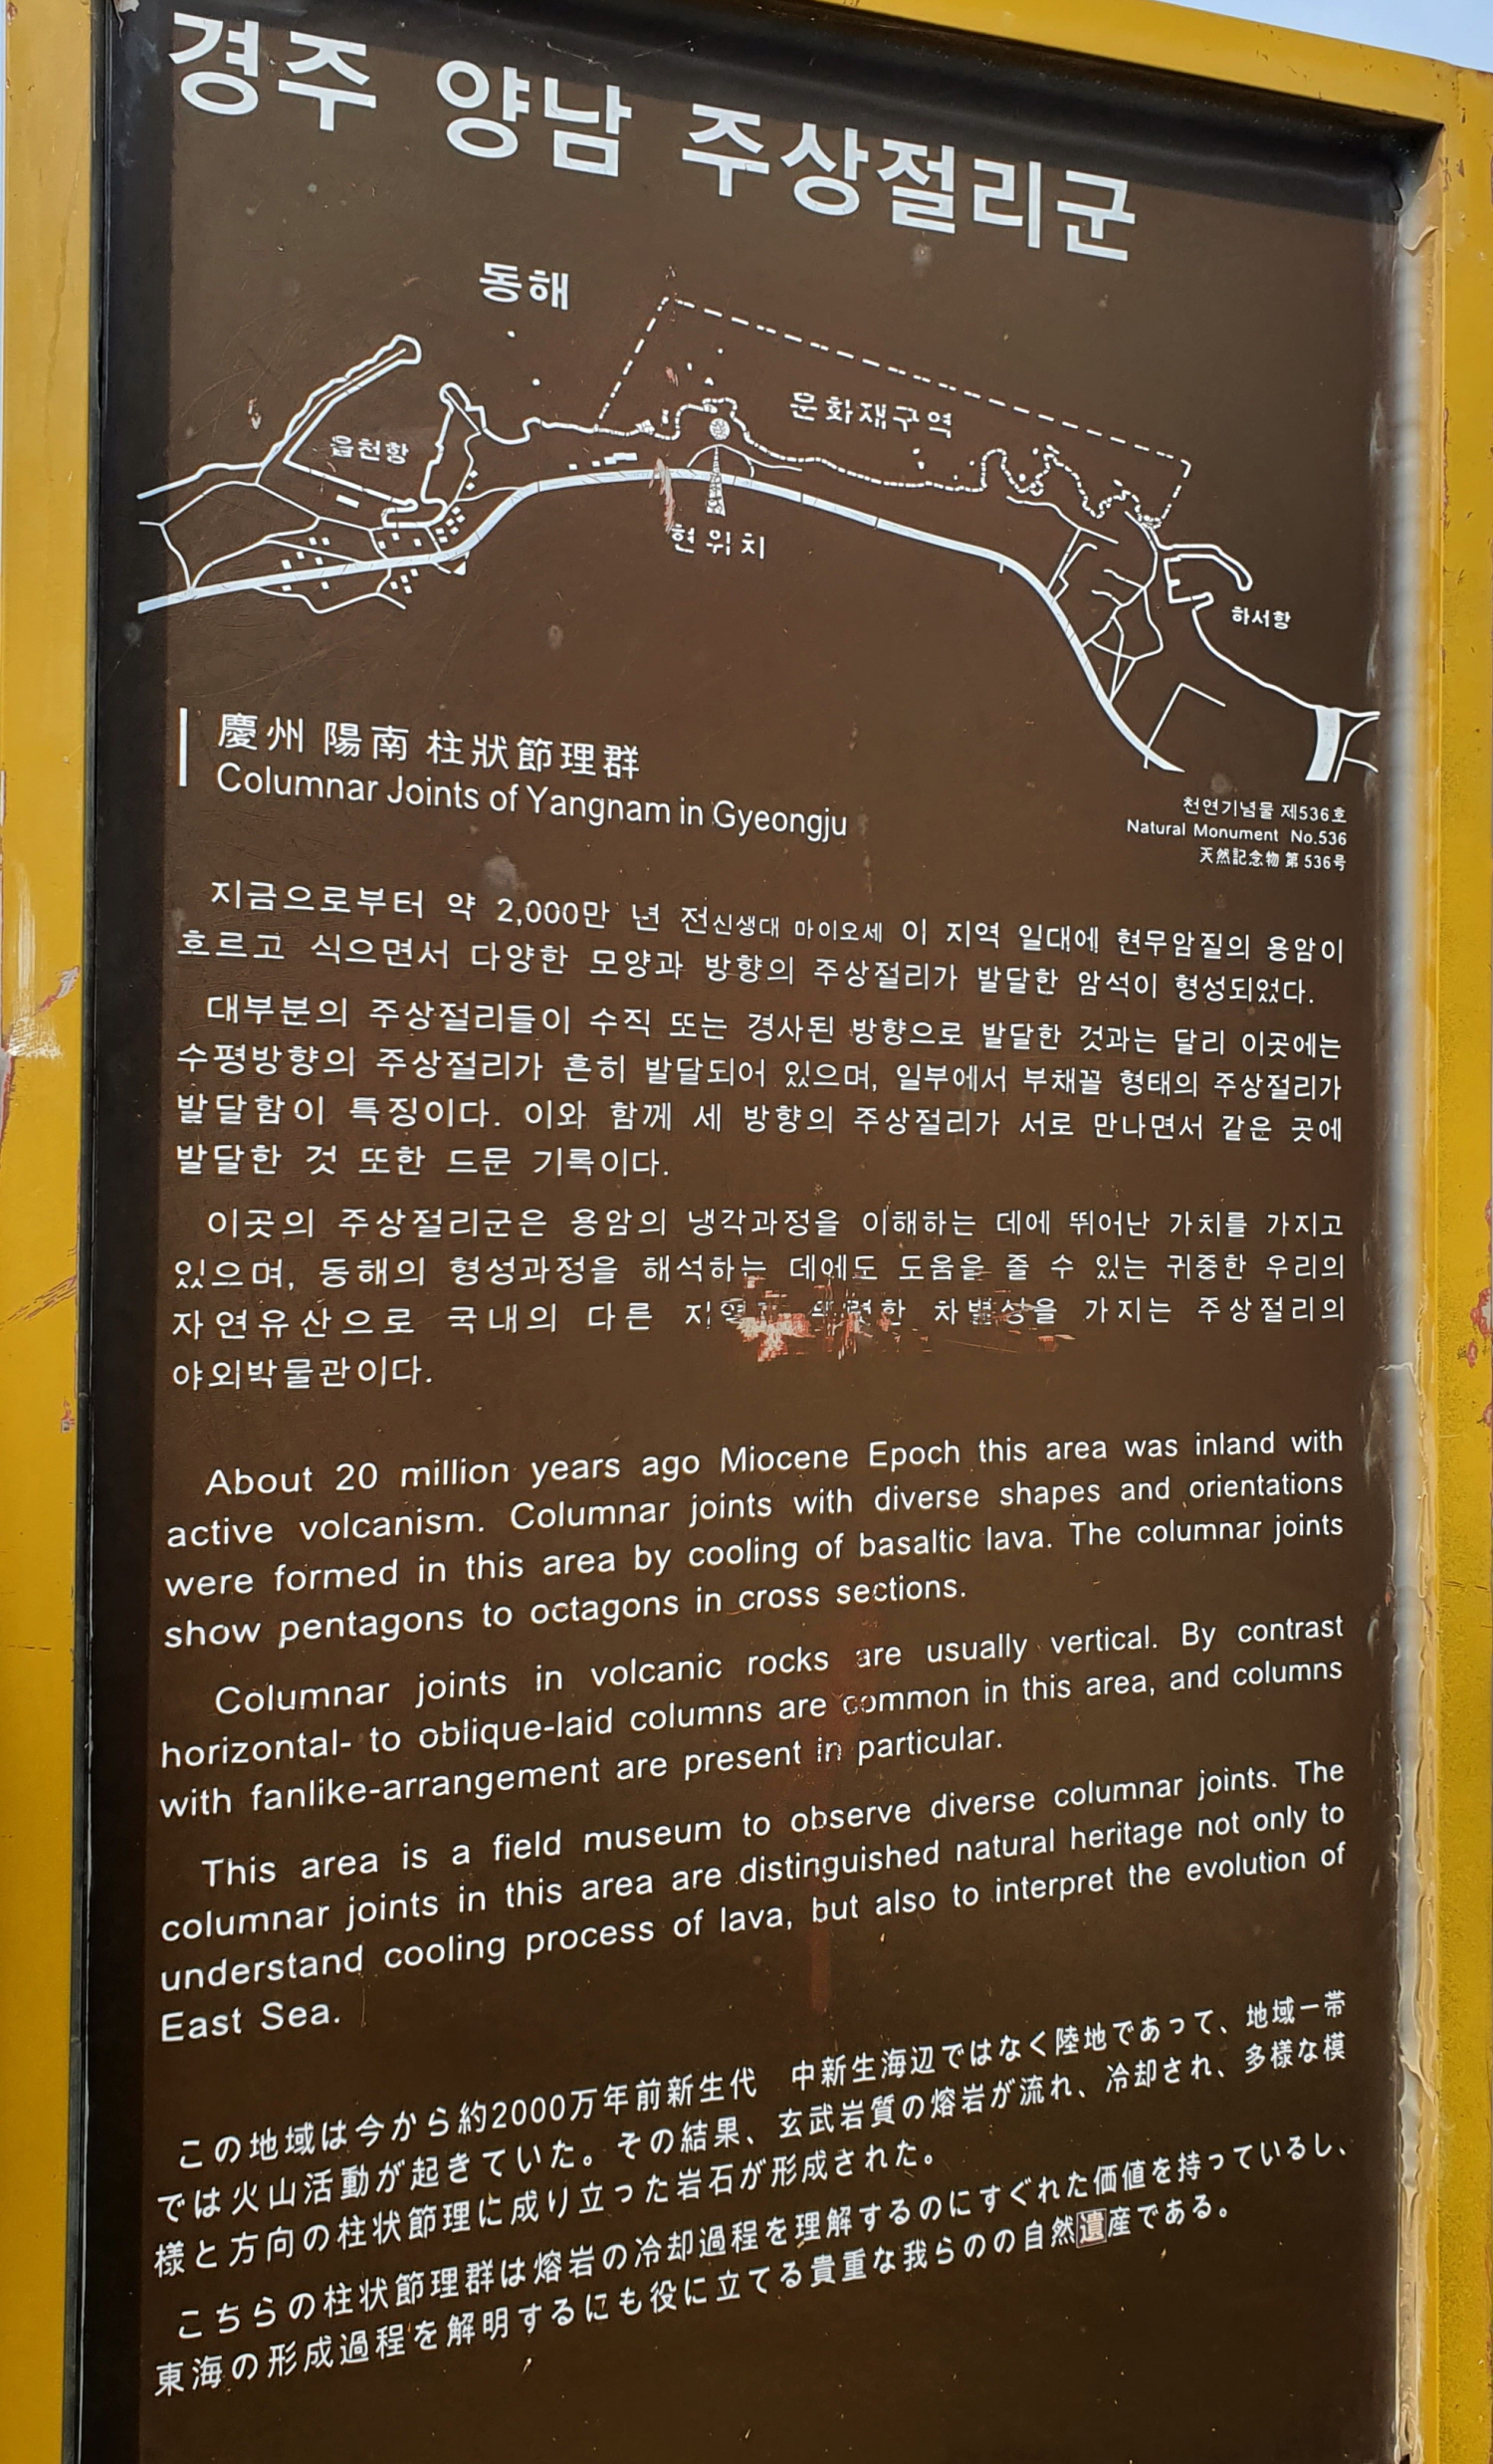 경주 양남 주상절리군
동해
문화재구역
읍천항
현위치
하서항
慶州 陽南 柱狀節理群
Columnar Joints of Yangnam in Gyeongju
천연기념물 제536호
Natural Monument No.536
天然記念物 第 536号
지금으로부터 약 2,000만 년 전신생대 마이오세 이 지역 일대에 현무암질의 용암이
흐르고 식으면서 다양한 모양과 방향의 주상절리가 발달한 암석이 형성되었다.
대부분의 주상절리들이 수직 또는 경사된 방향으로 발달한 것과는 달리 이곳에는
수평방향의 주상절리가 흔히 발달되어 있으며, 일부에서 부채꼴 형태의 주상절리가
발달함이 특징이다. 이와 함께 세 방향의 주상절리가 서로 만나면서 같은 곳에
발달한 것 또한 드문 기록이다.
이곳의 주상절리군은 용암의 냉각과정을 이해하는 데에 뛰어난 가치를 가지고
있으며, 동해의 형성과정을 해석하는 데에도 도움을 줄 수 있는 귀중한 우리의
자연유산으로 국내의 다른 차별성을 가지는 주상절리의
야외박물관이다.
About 20 million years ago Miocene Epoch this area was inland with
active volcanism. Columnar joints with diverse shapes and orientations
were formed in this area by cooling of basaltic lava. The columnar joints
show pentagons to octagons in cross sections.
Columnar joints in volcanic rocks are usually vertical. By contrast
horizontal- to oblique-laid columns are common in this area, and columns
with fanlike-arrangement are present in particular.
This area is a field museum to observe diverse columnar joints. The
columnar joints in this area are distinguished natural heritage not only to
understand cooling process of lava, but also to interpret the evolution of
East Sea.
この地域は今から約2000万年前新生代 中新生海辺ではなく陸地であって、地域一帯
では火山活動が起きていた。その結果、玄武岩質の熔岩が流れ、冷却され、多様な模
様と方向の柱状節理に成り立った岩石が形成された。
こちらの柱状節理群は熔岩の冷却過程を理解するのにすぐれた価値を持っているし、
東海の形成過程を解明するにも役に立てる貴重な我らのの自然遺産である。